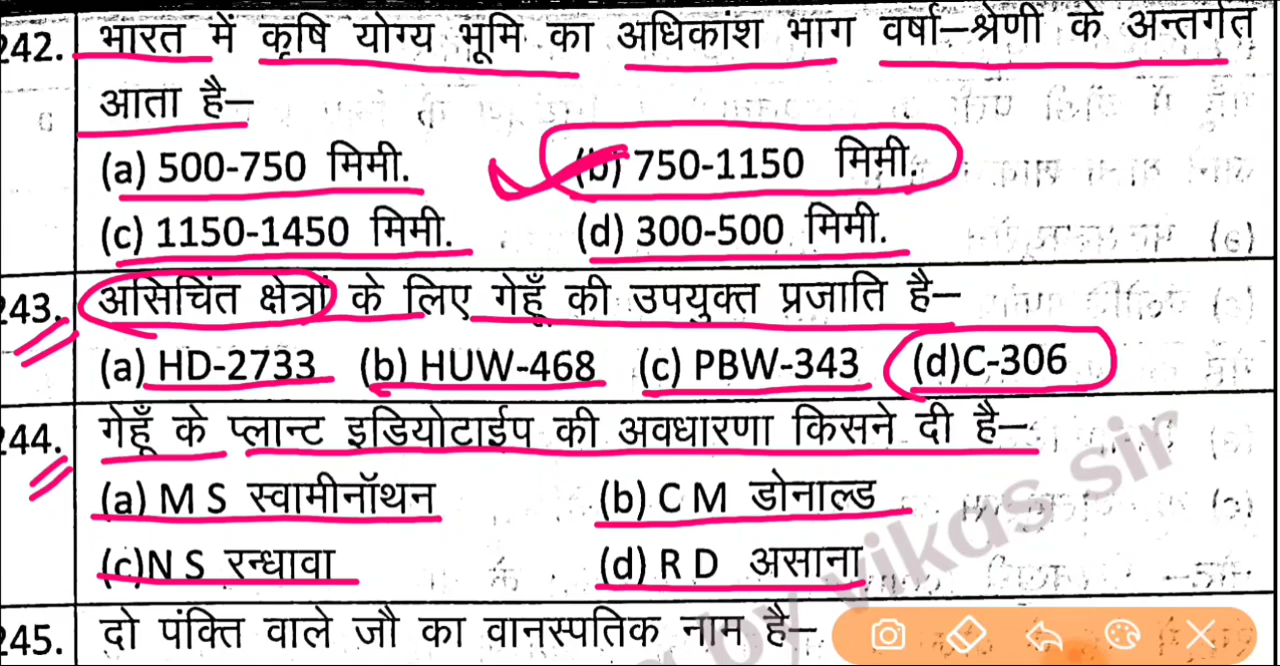 242. भारत में कृषि योग्य भूमि का अधिकांश भाग वर्षा–श्रेणी के अन्तर्गत
आता है–
(a) 500-750 मिमी. (b) 750-1150 मिमी.
(c) 1150-1450 मिमी. (d) 300-500 मिमी.
243. असिचिंत क्षेत्रों के लिए गेहूँ की उपयुक्त प्रजाति है–
(a) HD-2733 (b) HUW-468 (c) PBW-343 (d)C-306
244. गेहूँ के प्लान्ट इडियोटाईप की अवधारणा किसने दी है–
(a) M S स्वामीनॉथन (b) C M डोनाल्ड
(c)N S रन्धावा (d) R D असाना
245. दो पंक्ति वाले जौ का वानस्पतिक नाम है–
by vikas sir